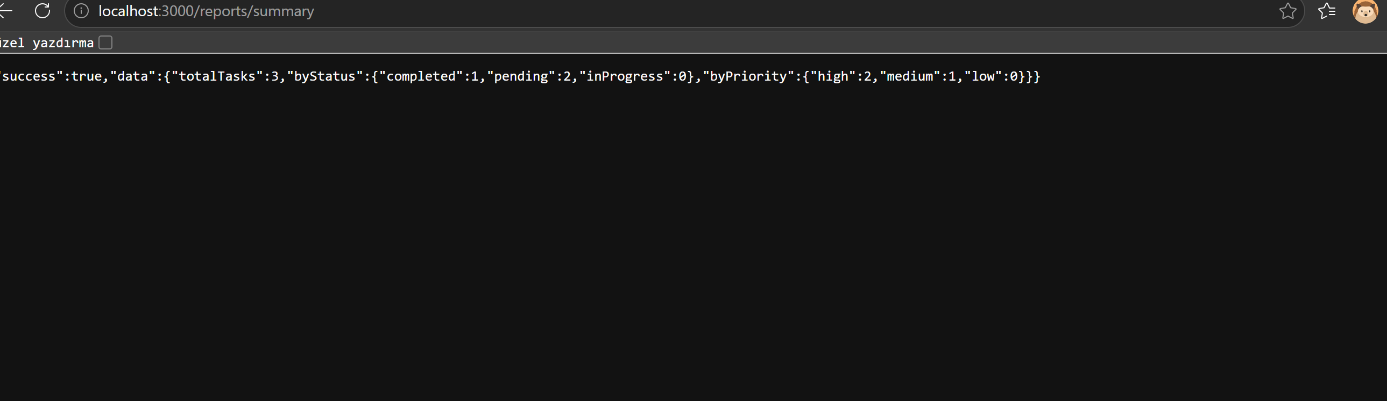 localhost:3000/reports/summary
izel yazdırma
"success":true,"data":{"totalTasks":3,"byStatus":{"completed":1,"pending":2,"inProgress":0},"byPriority":{"high":2,"medium":1,"low":0}}}